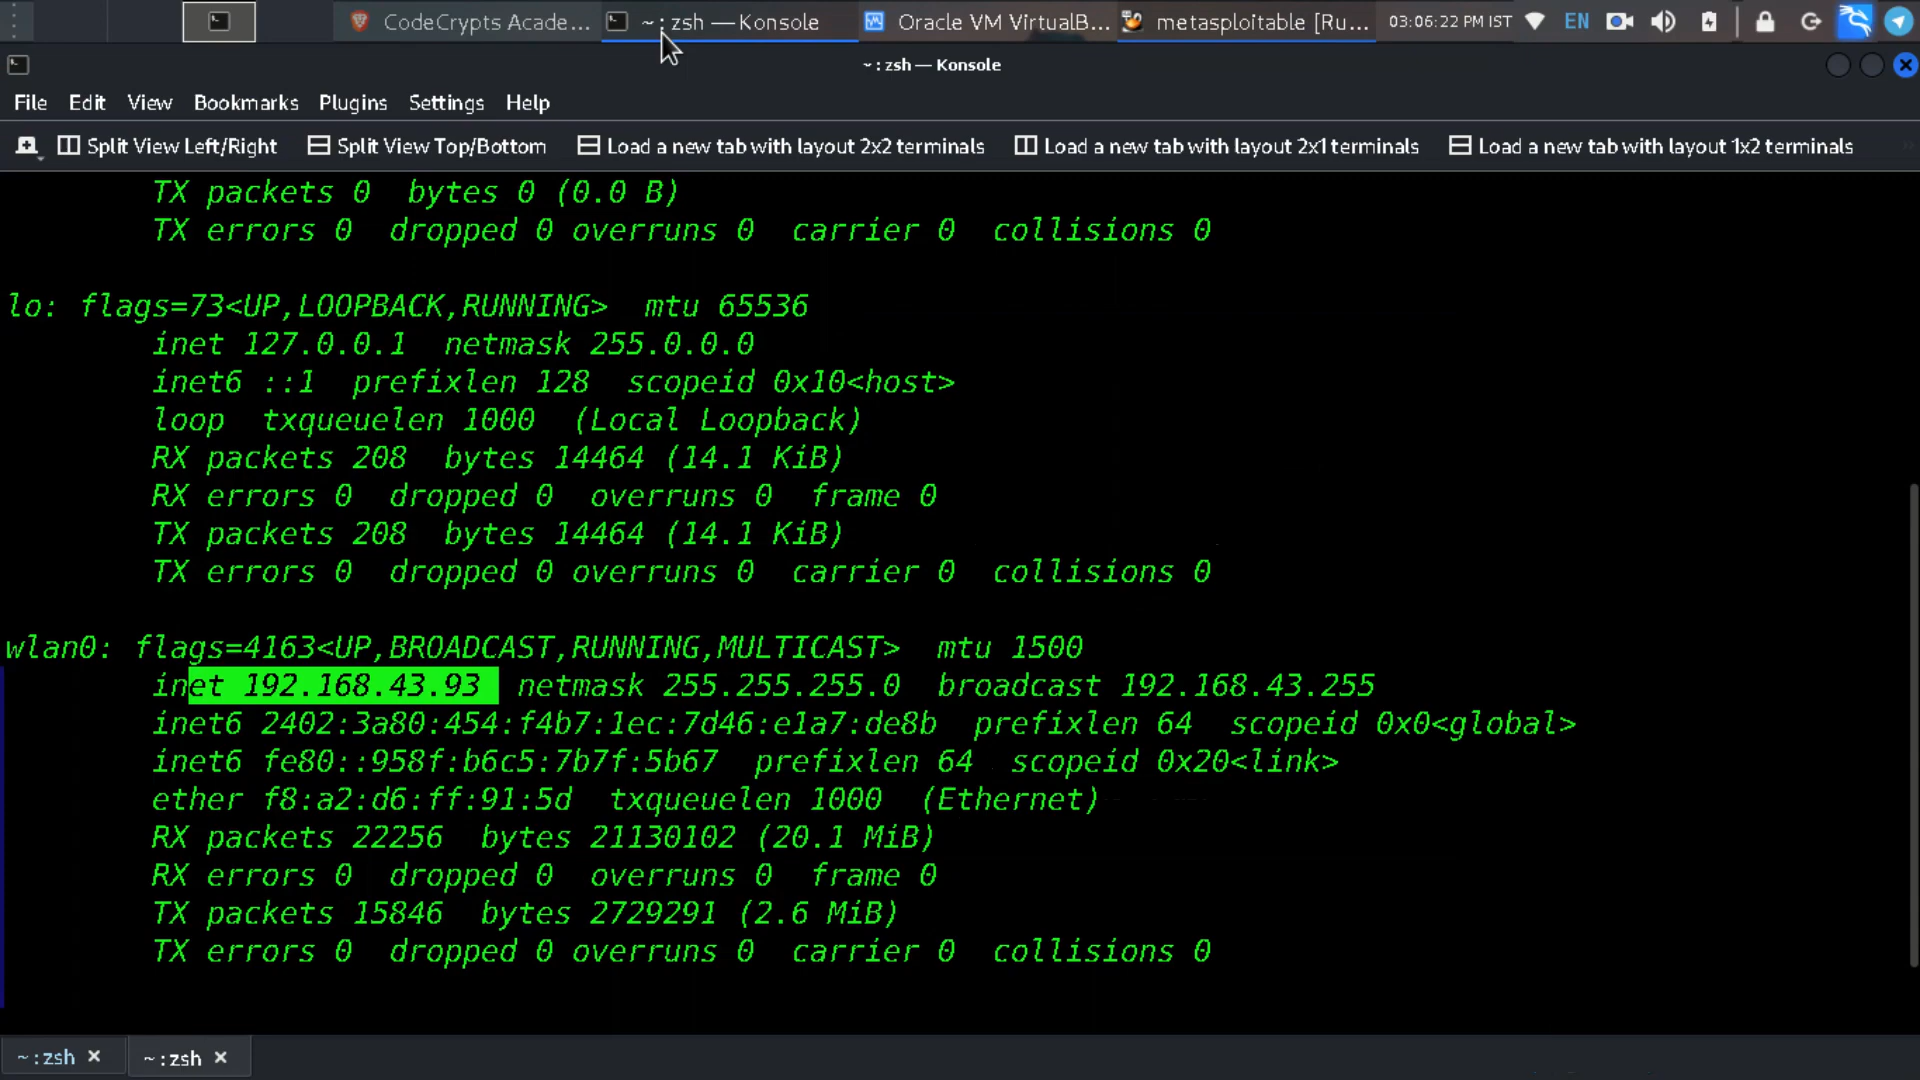 CodeCrypts Acade...
~ : zsh — Konsole
Oracle VM VirtualB...
metasploitable [Ru...
03:06:22 PM IST
EN
~ : zsh — Konsole
File Edit View Bookmarks Plugins Settings Help
Split View Left/Right Split View Top/Bottom Load a new tab with layout 2x2 terminals Load a new tab with layout 2x1 terminals Load a new tab with layout 1x2 terminals
TX packets 0 bytes 0 (0.0 B)
TX errors 0 dropped 0 overruns 0 carrier 0 collisions 0
lo: flags=73<UP,LOOPBACK,RUNNING> mtu 65536
inet 127.0.0.1 netmask 255.0.0.0
inet6 ::1 prefixlen 128 scopeid 0x10<host>
loop txqueuelen 1000 (Local Loopback)
RX packets 208 bytes 14464 (14.1 KiB)
RX errors 0 dropped 0 overruns 0 frame 0
TX packets 208 bytes 14464 (14.1 KiB)
TX errors 0 dropped 0 overruns 0 carrier 0 collisions 0
wlan0: flags=4163<UP,BROADCAST,RUNNING,MULTICAST> mtu 1500
inet 192.168.43.93 netmask 255.255.255.0 broadcast 192.168.43.255
inet6 2402:3a80:454:f4b7:1ec:7d46:e1a7:de8b prefixlen 64 scopeid 0x0<global>
inet6 fe80::958f:b6c5:7b7f:5b67 prefixlen 64 scopeid 0x20<link>
ether f8:a2:d6:ff:91:5d txqueuelen 1000 (Ethernet)
RX packets 22256 bytes 21130102 (20.1 MiB)
RX errors 0 dropped 0 overruns 0 frame 0
TX packets 15846 bytes 2729291 (2.6 MiB)
TX errors 0 dropped 0 overruns 0 carrier 0 collisions 0
~ : zsh ~ : zsh